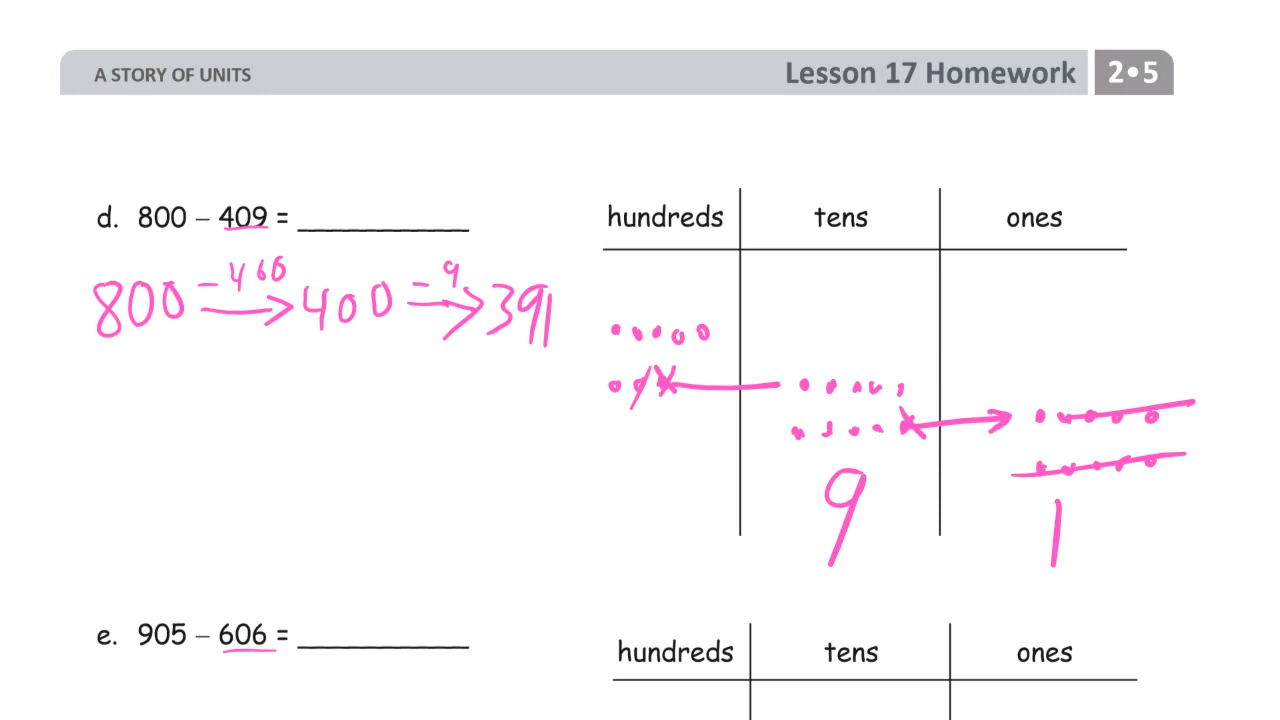 A STORY OF UNITS
Lesson 17 Homework 2•5
d. 800 – 409 = ___________
hundreds tens ones
800 -400→ 400 -9→ 391
9 1
e. 905 – 606 = ___________
hundreds tens ones